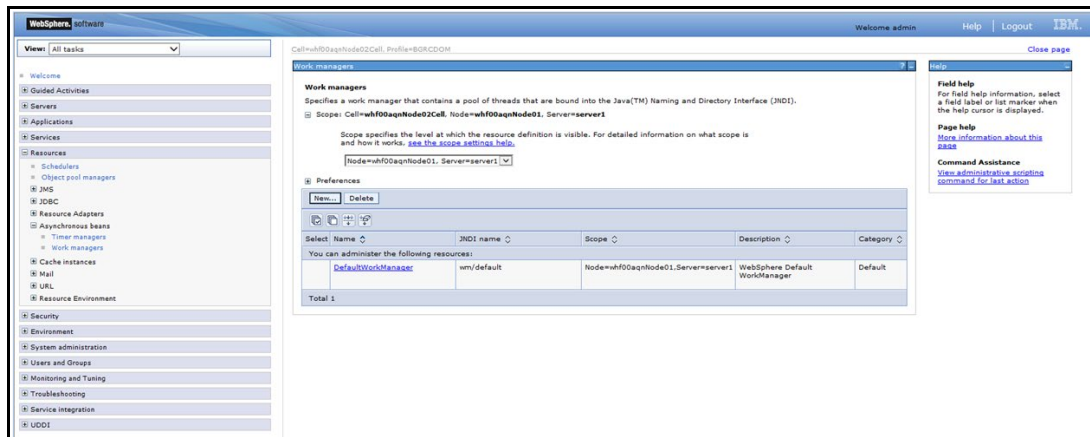 WebSphere. software
Welcome admin
Help | Logout
IBM.
View: All tasks
Cell=whf00aqnNode02Cell, Profile=BGRCDOM
Close page
Welcome
Guided Activities
Servers
Applications
Services
Resources
Schedulers
Object pool managers
JMS
JDBC
Resource Adapters
Asynchronous beans
Timer managers
Work managers
Cache instances
Mail
URL
Resource Environment
Security
Environment
System administration
Users and Groups
Monitoring and Tuning
Troubleshooting
Service integration
UDDI
Work managers
? _
Work managers
Specifies a work manager that contains a pool of threads that are bound into the Java(TM) Naming and Directory Interface (JNDI).
Scope: Cell=whf00aqnNode02Cell, Node=whf00aqnNode01, Server=server1
Scope specifies the level at which the resource definition is visible. For detailed information on what scope is
and how it works, see the scope settings help.
Node=whf00aqnNode01, Server=server1
Preferences
New... Delete
Select Name JNDI name Scope Description Category
You can administer the following resources:
DefaultWorkManager wm/default Node=whf00aqnNode01,Server=server1 WebSphere Default Default
WorkManager
Total 1
Help
Field help
For field help information, select
a field label or list marker when
the help cursor is displayed.
Page help
More information about this
page
Command Assistance
View administrative scripting
command for last action